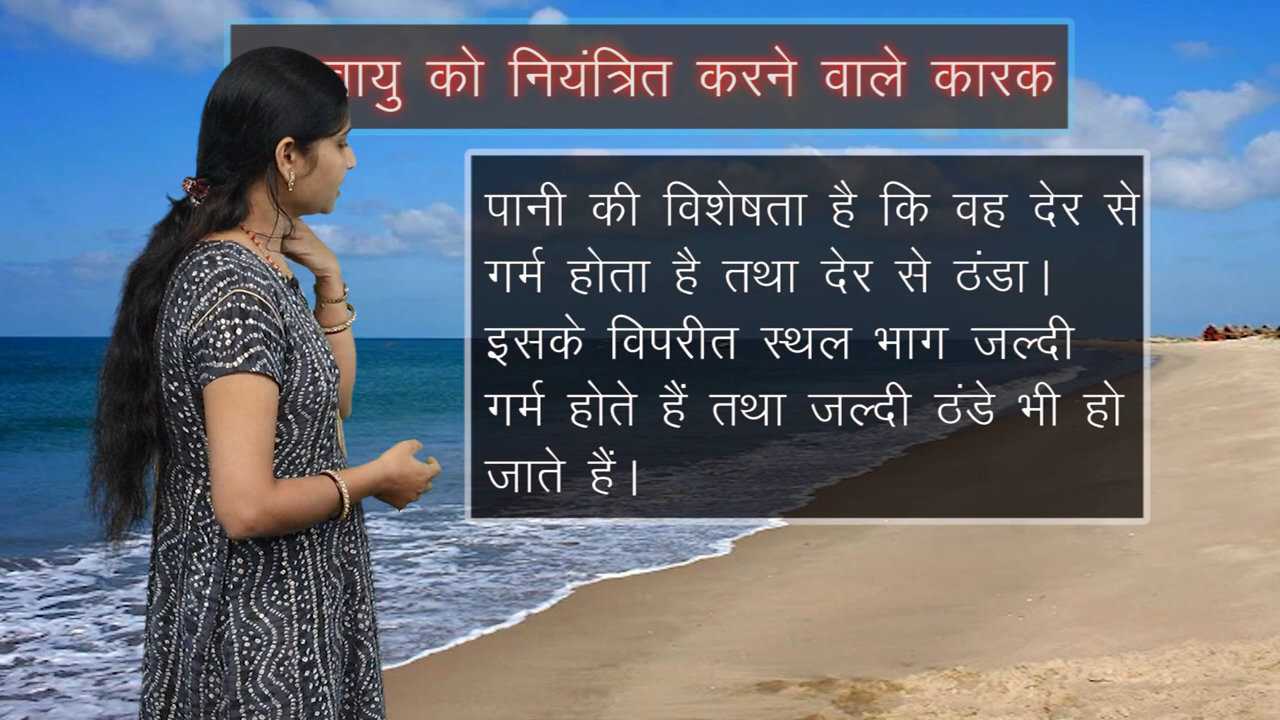 को नियंत्रित करने वाले कारक
पानी की विशेषता है कि वह देर से
गर्म होता है तथा देर से ठंडा।
इसके विपरीत स्थल भाग जल्दी
गर्म होते हैं तथा जल्दी ठंडे भी हो
जाते हैं।